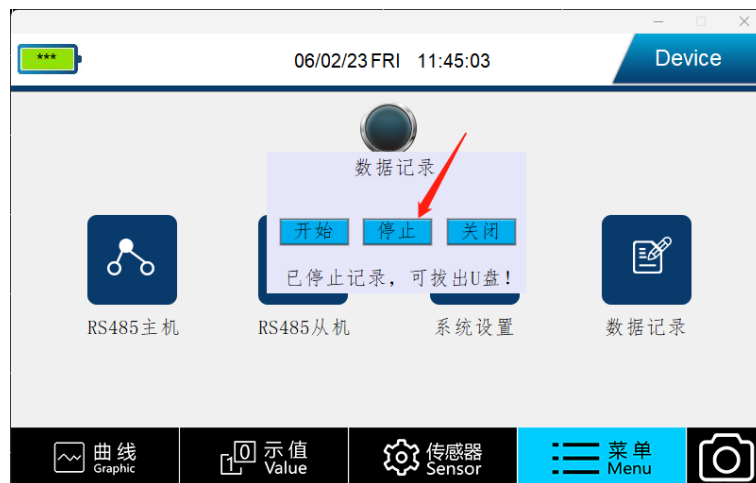 ***
06/02/23 FRI 11:45:03
Device
数据记录
开始 停止 关闭
已停止记录，可拔出U盘!
RS485主机 RS485从机 系统设置 数据记录
曲线 示值 传感器 菜单
Graphic Value Sensor Menu